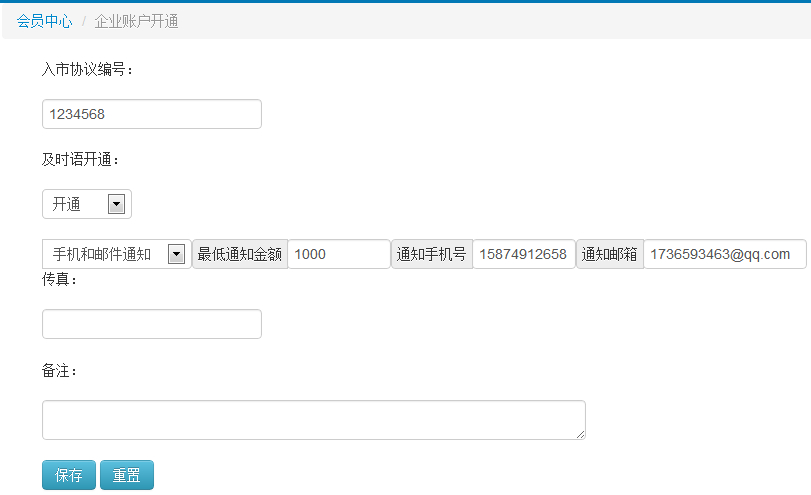 会员中心 / 企业账户开通
入市协议编号：
1234568
及时语开通：
开通
手机和邮件通知 最低通知金额 1000 通知手机号 15874912658 通知邮箱 1736593463@qq.com
传真：
备注：
保存 重置